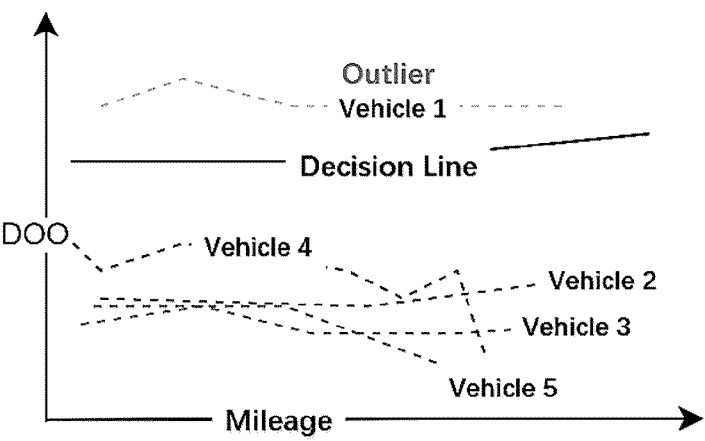 Outlier
Vehicle 1
Decision Line
DOO
Vehicle 4
Vehicle 2
Vehicle 3
Vehicle 5
Mileage